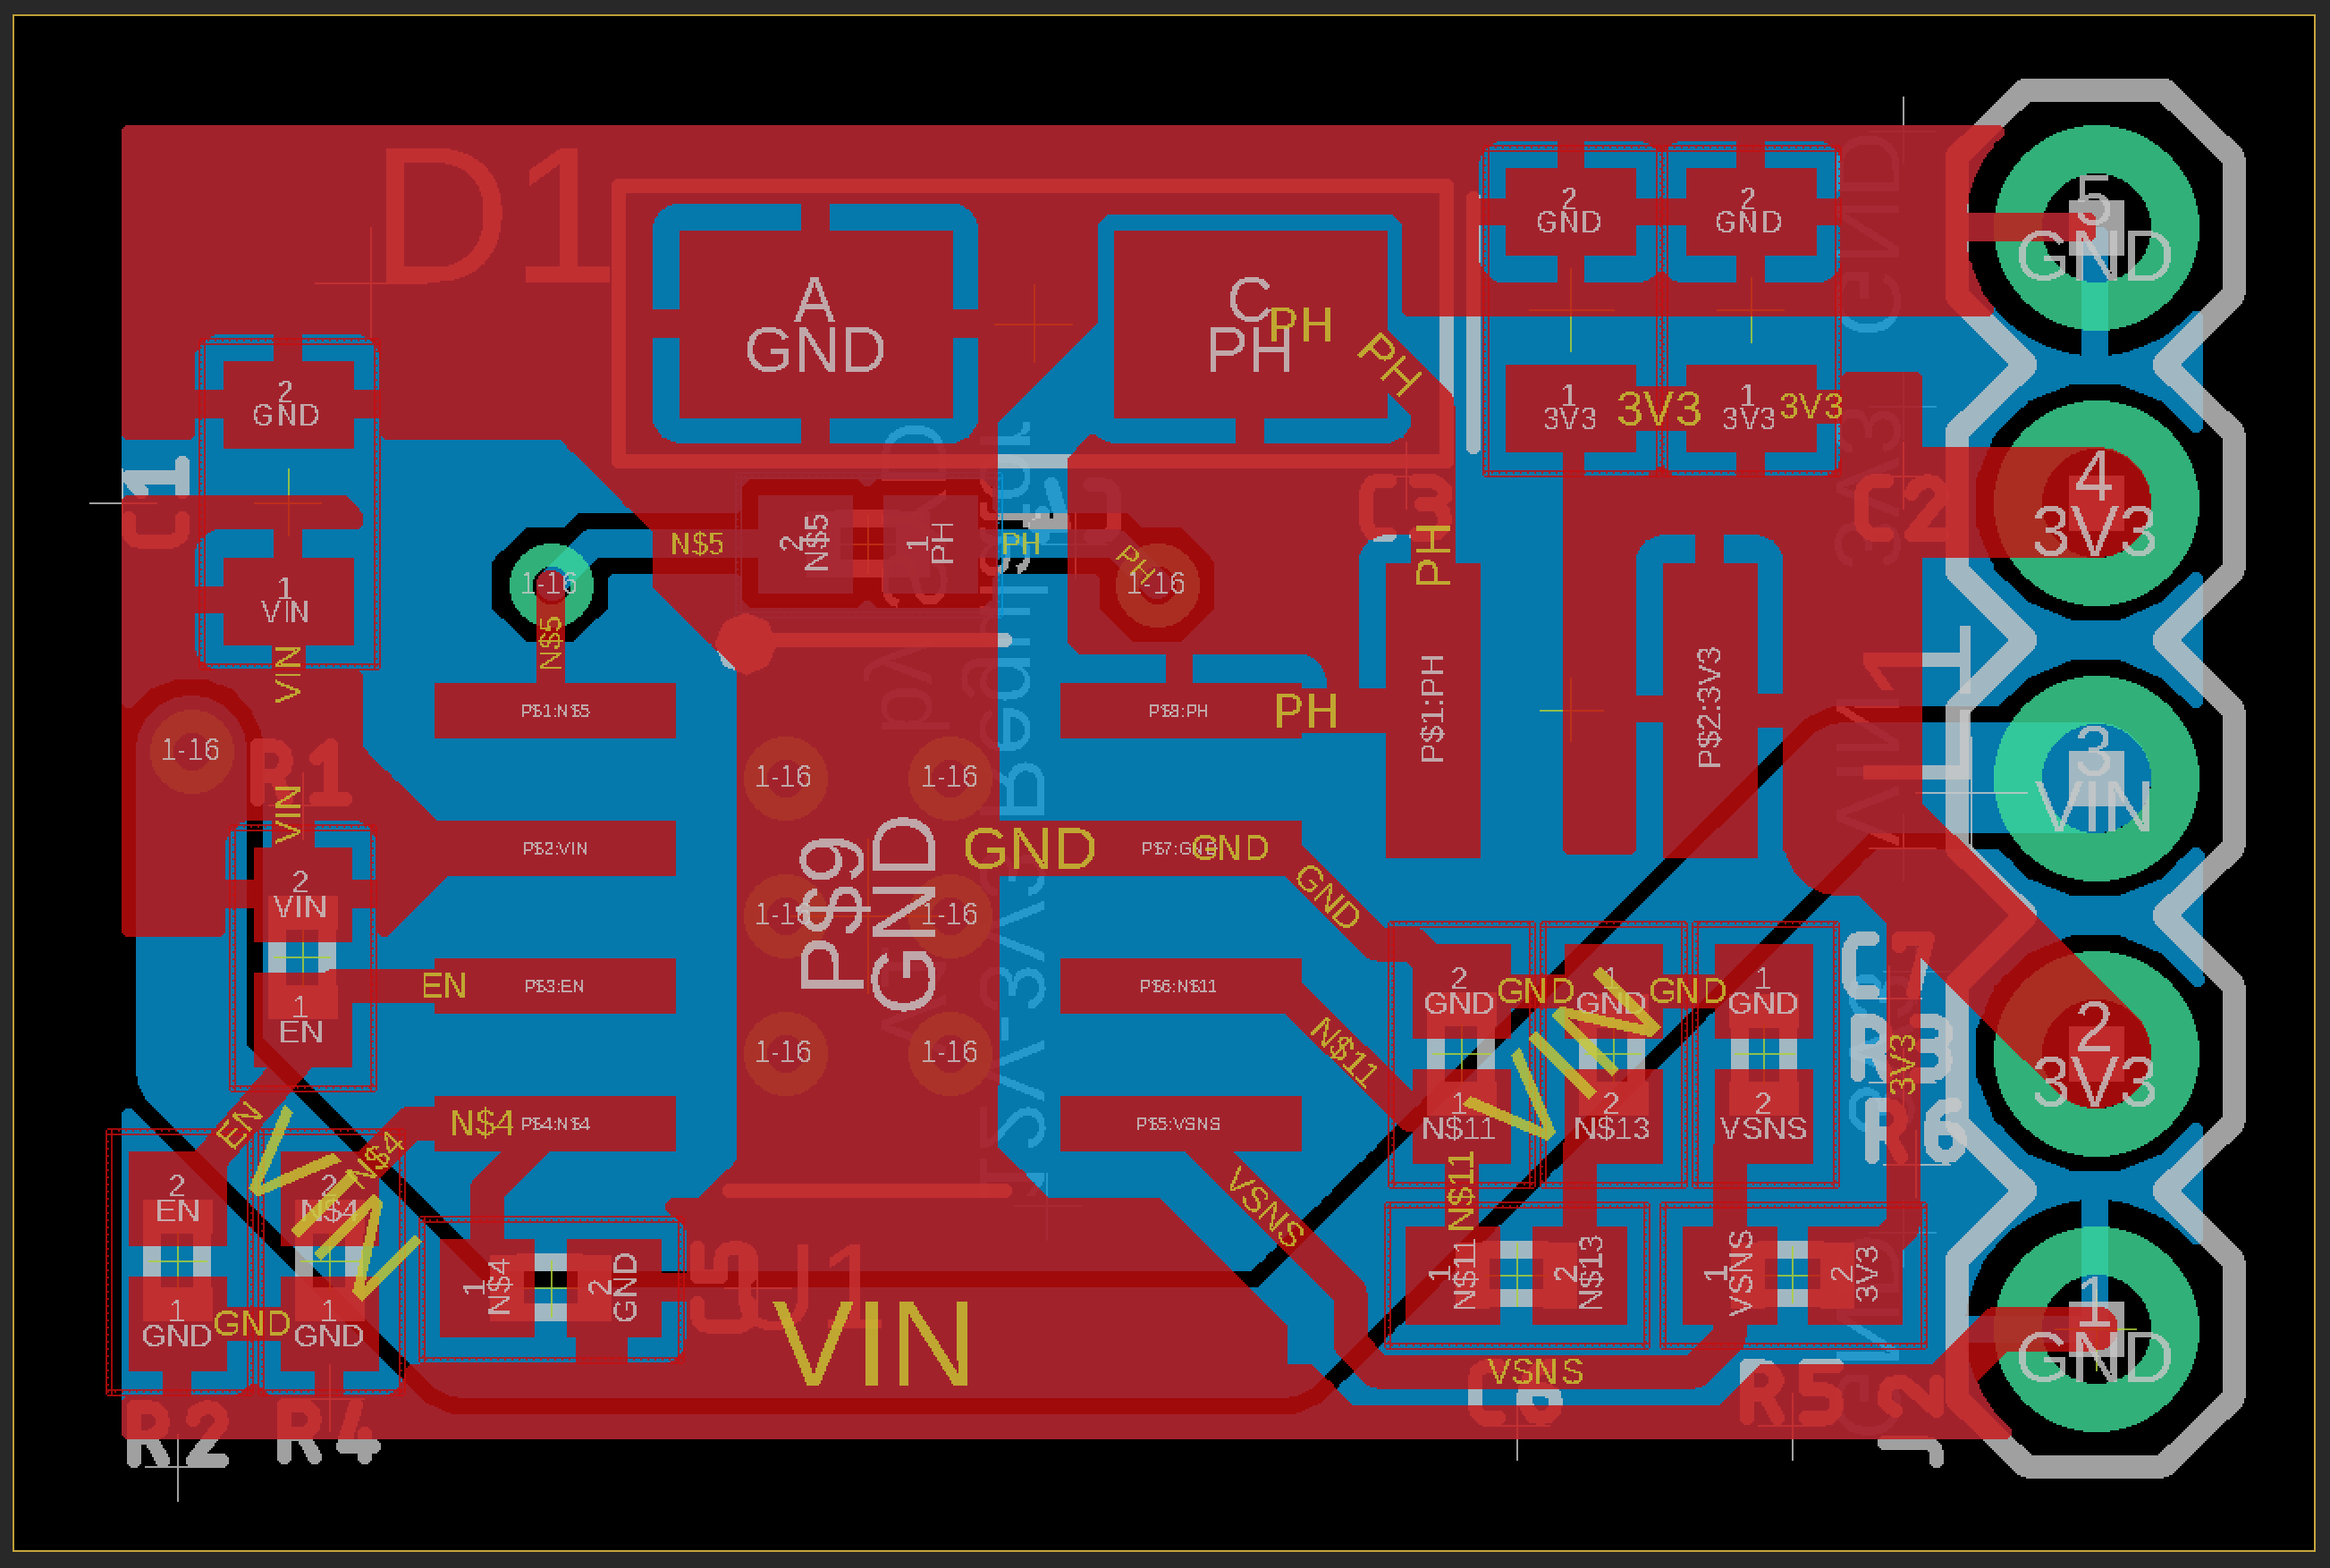 D1
2
GND
2
GND
5
GND
A
GND
C
PH
PH
PH
1
3V3
3V3
1
3V3
3V3
2
GND
4
3V3
C1
C3
C2
N$5
2
N$5
1
PH
PH
PH
1-16
1-16
1
VIN
N$5
PH
VIN
P$1:N$5
P$8:PH
PH
P$1:PH
P$2:3V3
1-16
R1
1-16
1-16
3
VIN
L1
VIN
P$2:VIN
GND
P$7:GND
GND
2
VIN
P$9
GND
1-16
1-16
GND
EN
P$3:EN
P$6:N$11
2
GND
GND
1
GND
GND
1
GND
C7
1
EN
1-16
1-16
N$11
VIN
R3
3V3
2
3V3
EN
N$4
P$4:N$4
P$5:VSNS
1
N$11
2
N$13
2
VSNS
R6
VIN
N$4
2
EN
2
N$4
VSNS
N$11
1
N$4
2
GND
C5
U1
1
N$11
2
N$13
1
VSNS
2
3V3
1
GND
GND
1
GND
1
GND
VIN
VSNS
R2
R4
C6
R5
J2